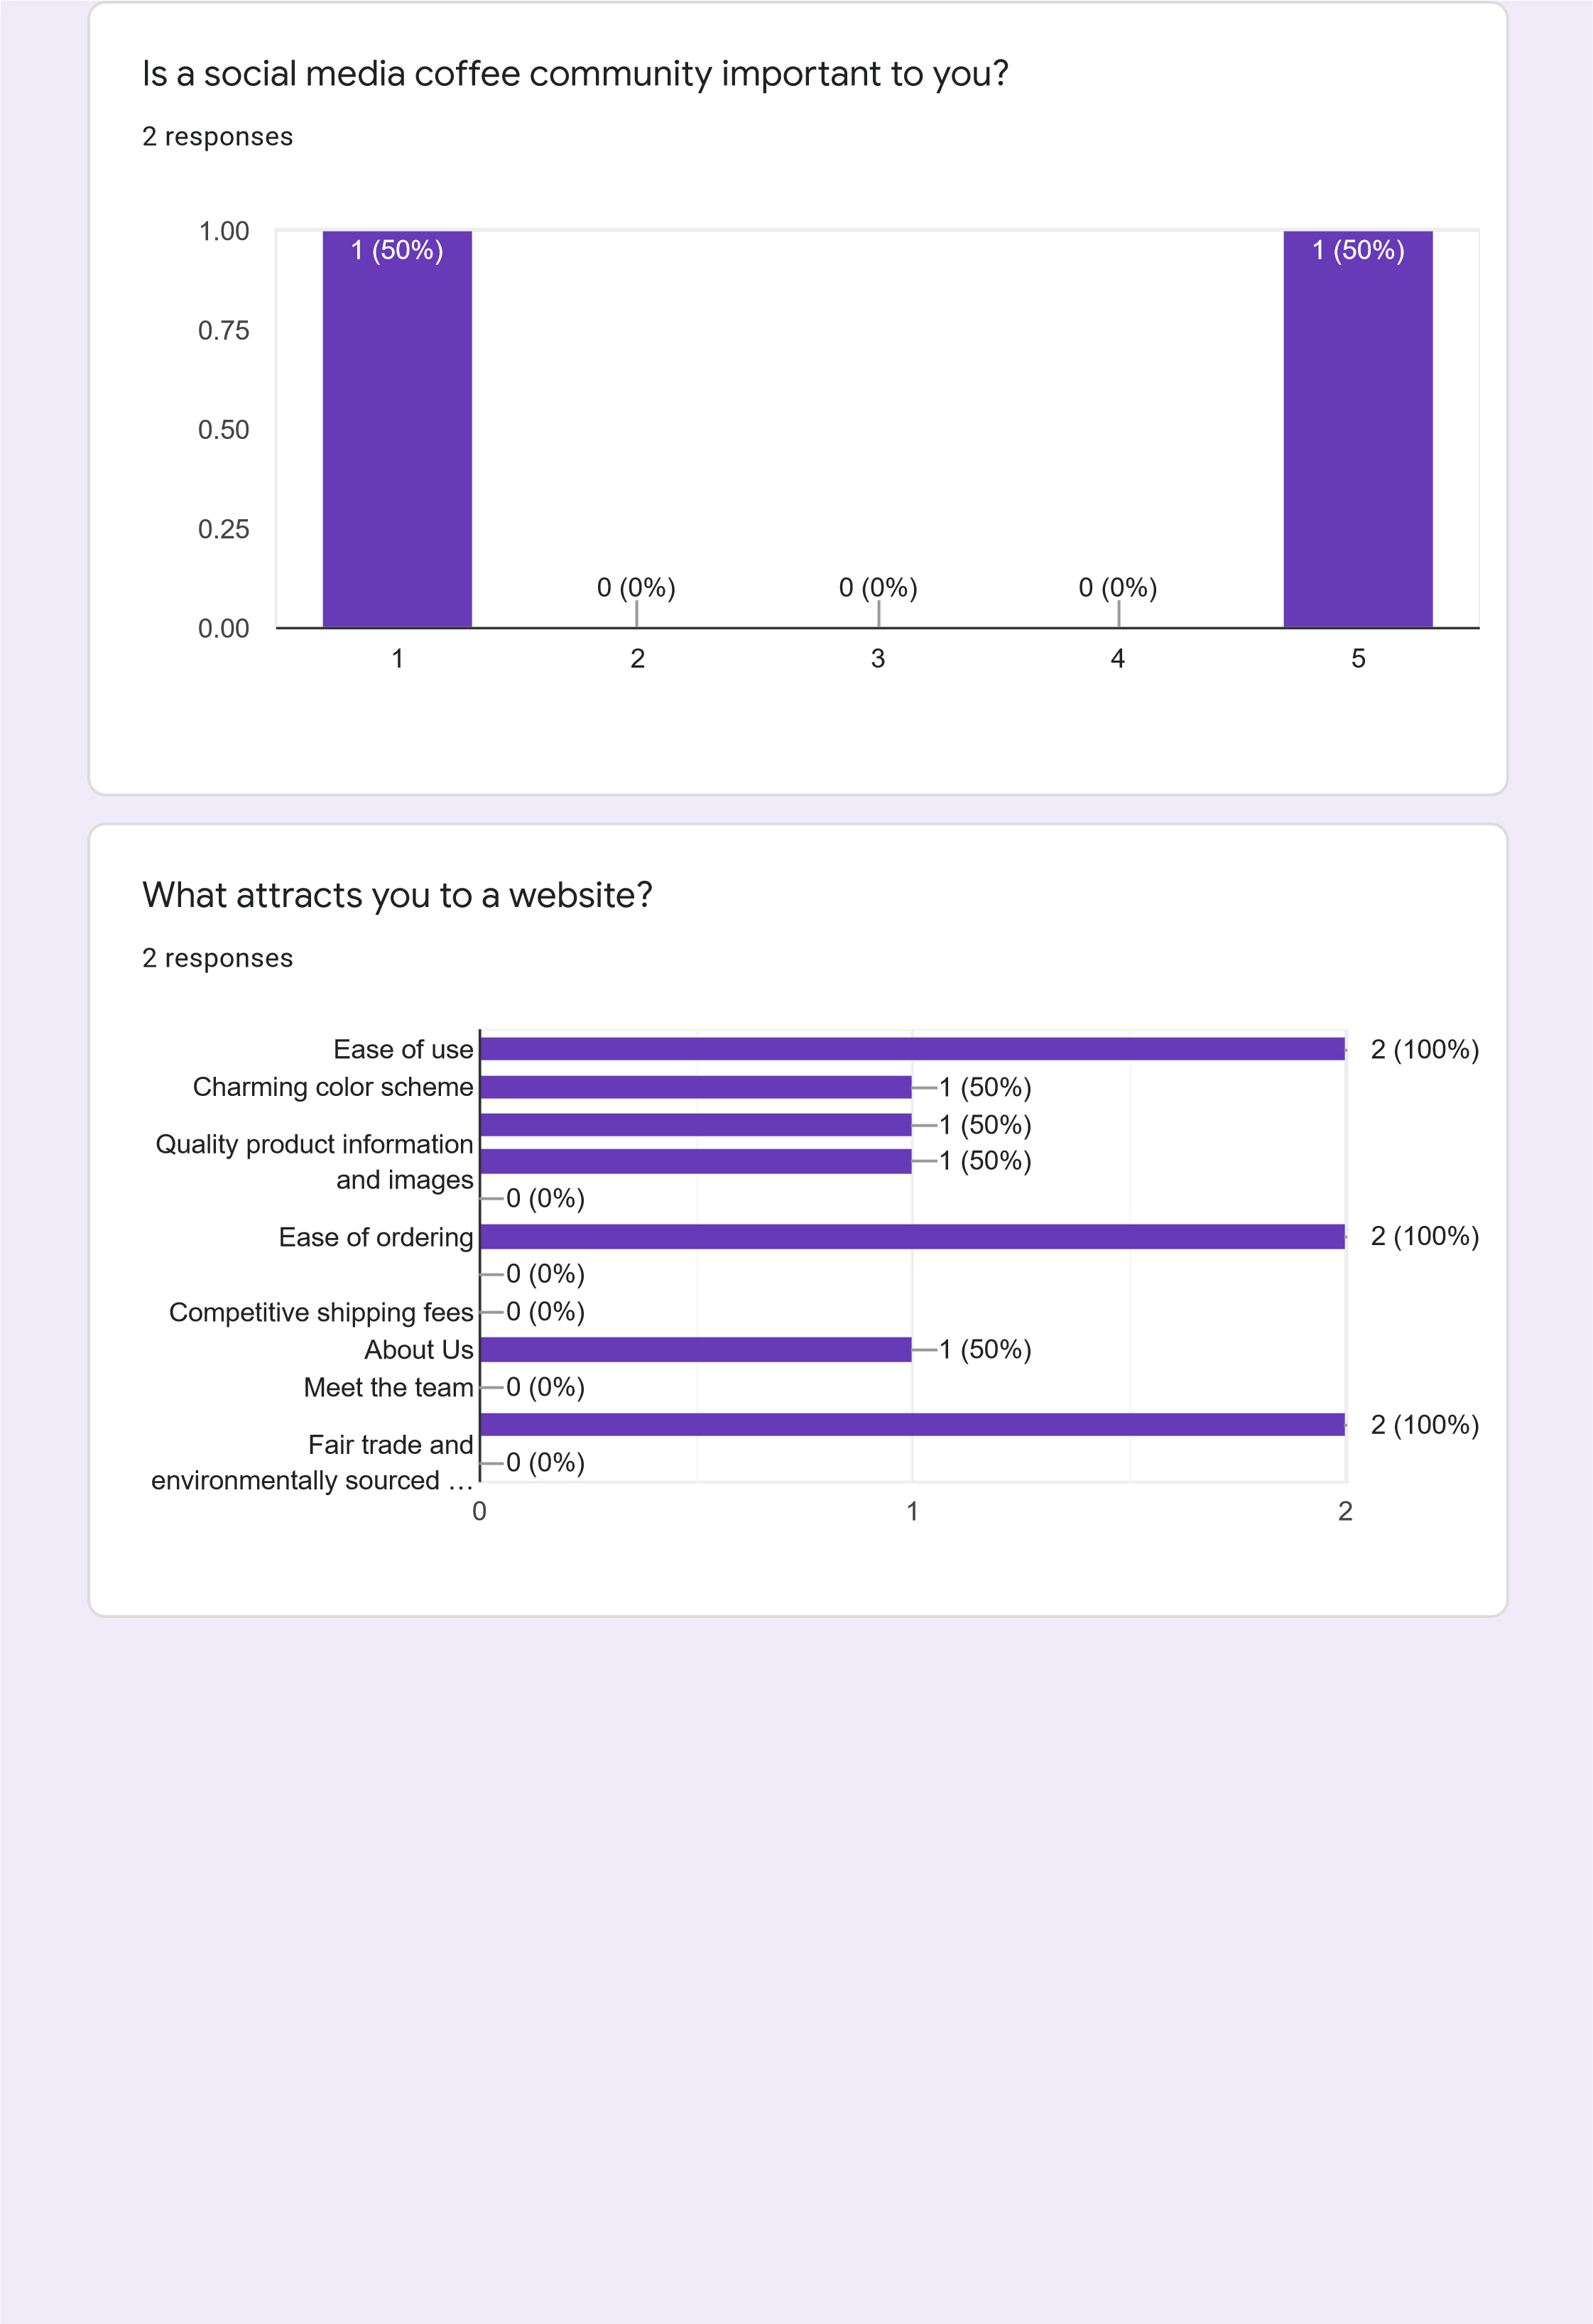 Is a social media coffee community important to you?
2 responses
1.00
0.75
0.50
0.25
0.00
1 (50%)
0 (0%)
0 (0%)
0 (0%)
1 (50%)
1
2
3
4
5
What attracts you to a website?
2 responses
Ease of use
2 (100%)
Charming color scheme
1 (50%)
1 (50%)
Quality product information
and images
1 (50%)
0 (0%)
Ease of ordering
2 (100%)
0 (0%)
Competitive shipping fees
0 (0%)
About Us
1 (50%)
Meet the team
0 (0%)
2 (100%)
Fair trade and
environmentally sourced …
0 (0%)
0
1
2